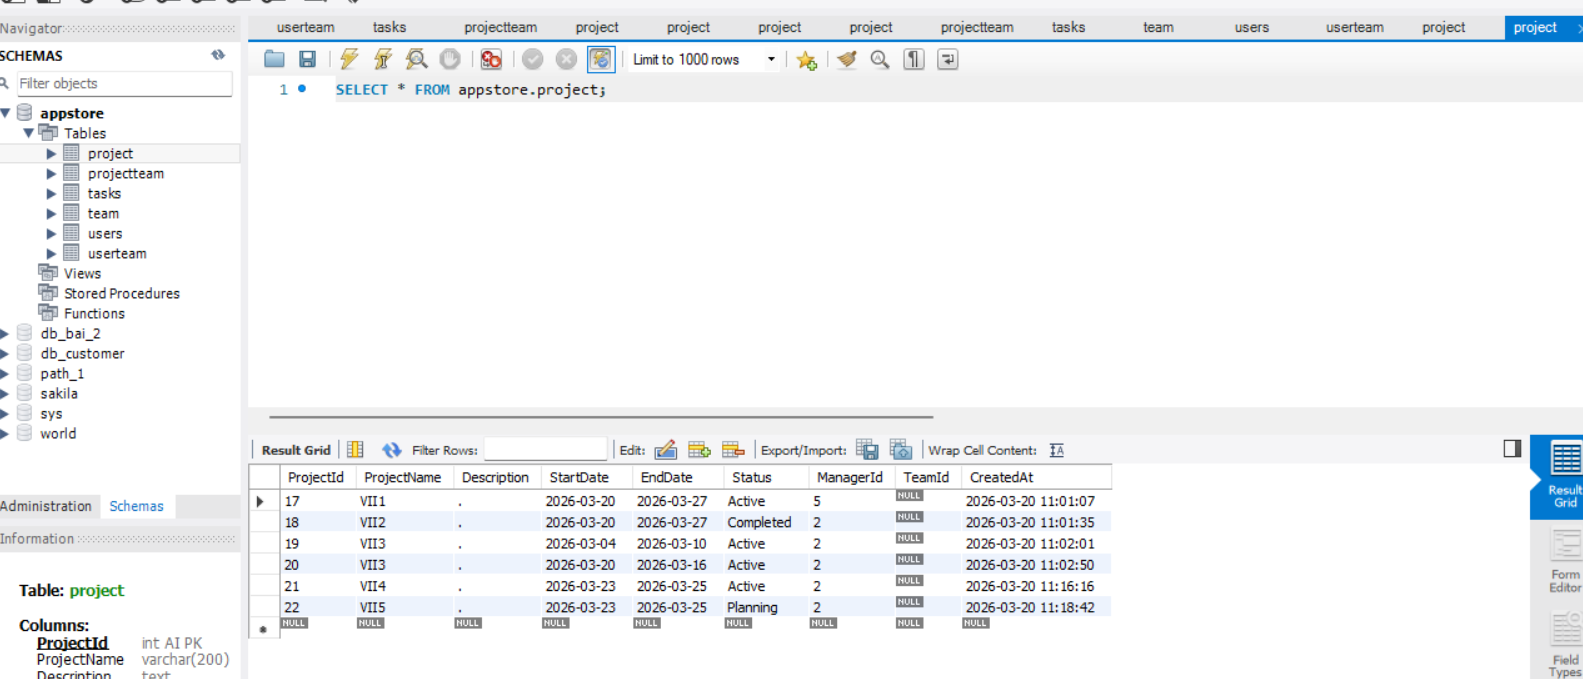 userteam tasks projectteam project project project project projectteam tasks team users userteam project project
Navigator
SCHEMAS
Filter objects
appstore
Tables
project
projectteam
tasks
team
users
userteam
Views
Stored Procedures
Functions
db_bai_2
db_customer
path_1
sakila
sys
world
Administration Schemas
Information
Table: project
Columns:
ProjectId int AI PK
ProjectName varchar(200)
Description text
Limit to 1000 rows
1 SELECT * FROM appstore.project;
Result Grid Filter Rows: Edit: Export/Import: Wrap Cell Content:
ProjectId ProjectName Description StartDate EndDate Status ManagerId TeamId CreatedAt
17 VII1 . 2026-03-20 2026-03-27 Active 5 NULL 2026-03-20 11:01:07
18 VII2 . 2026-03-20 2026-03-27 Completed 2 NULL 2026-03-20 11:01:35
19 VII3 . 2026-03-04 2026-03-10 Active 2 NULL 2026-03-20 11:02:01
20 VII3 . 2026-03-20 2026-03-16 Active 2 NULL 2026-03-20 11:02:50
21 VII4 . 2026-03-23 2026-03-25 Active 2 NULL 2026-03-20 11:16:16
22 VII5 . 2026-03-23 2026-03-25 Planning 2 NULL 2026-03-20 11:18:42
NULL NULL NULL NULL NULL NULL NULL NULL NULL
Result
Grid
Form
Editor
Field
Types